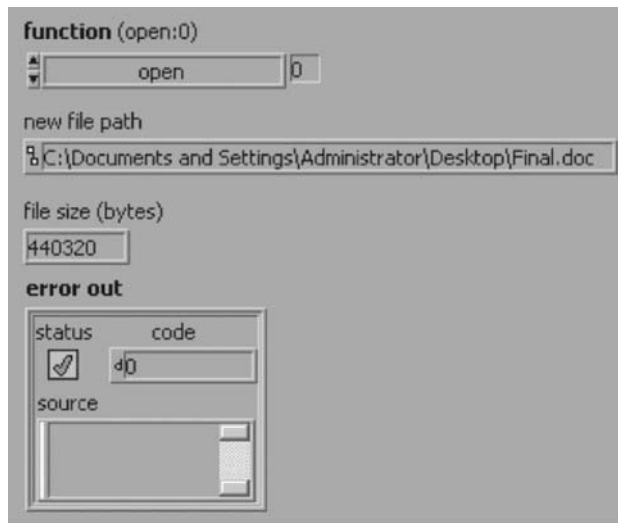 function (open:0)
open 0
new file path
C:\Documents and Settings\Administrator\Desktop\Final.doc
file size (bytes)
440320
error out
status code
d0
source